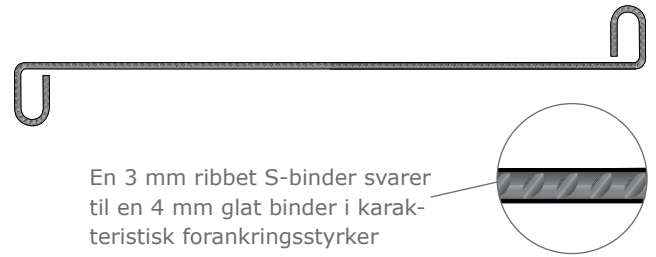 En 3 mm ribbet S-binder svarer
til en 4 mm glat binder i karak-
teristisk forankringsstyrker